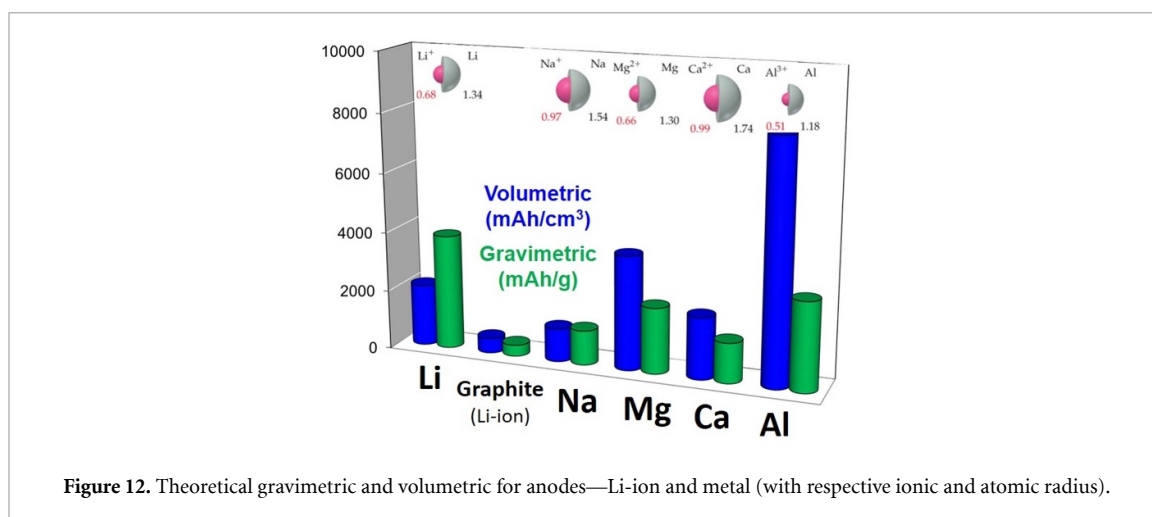 10000
8000
6000
4000
2000
0
Li⁺ Li
0.68 1.34
Na⁺ Na
0.97 1.54
Mg²⁺ Mg
0.66 1.30
Ca²⁺ Ca
0.99 1.74
Al³⁺ Al
0.51 1.18
Volumetric
(mAh/cm³)
Gravimetric
(mAh/g)
Li
Graphite
(Li-ion)
Na
Mg
Ca
Al
Figure 12. Theoretical gravimetric and volumetric for anodes—Li-ion and metal (with respective ionic and atomic radius).